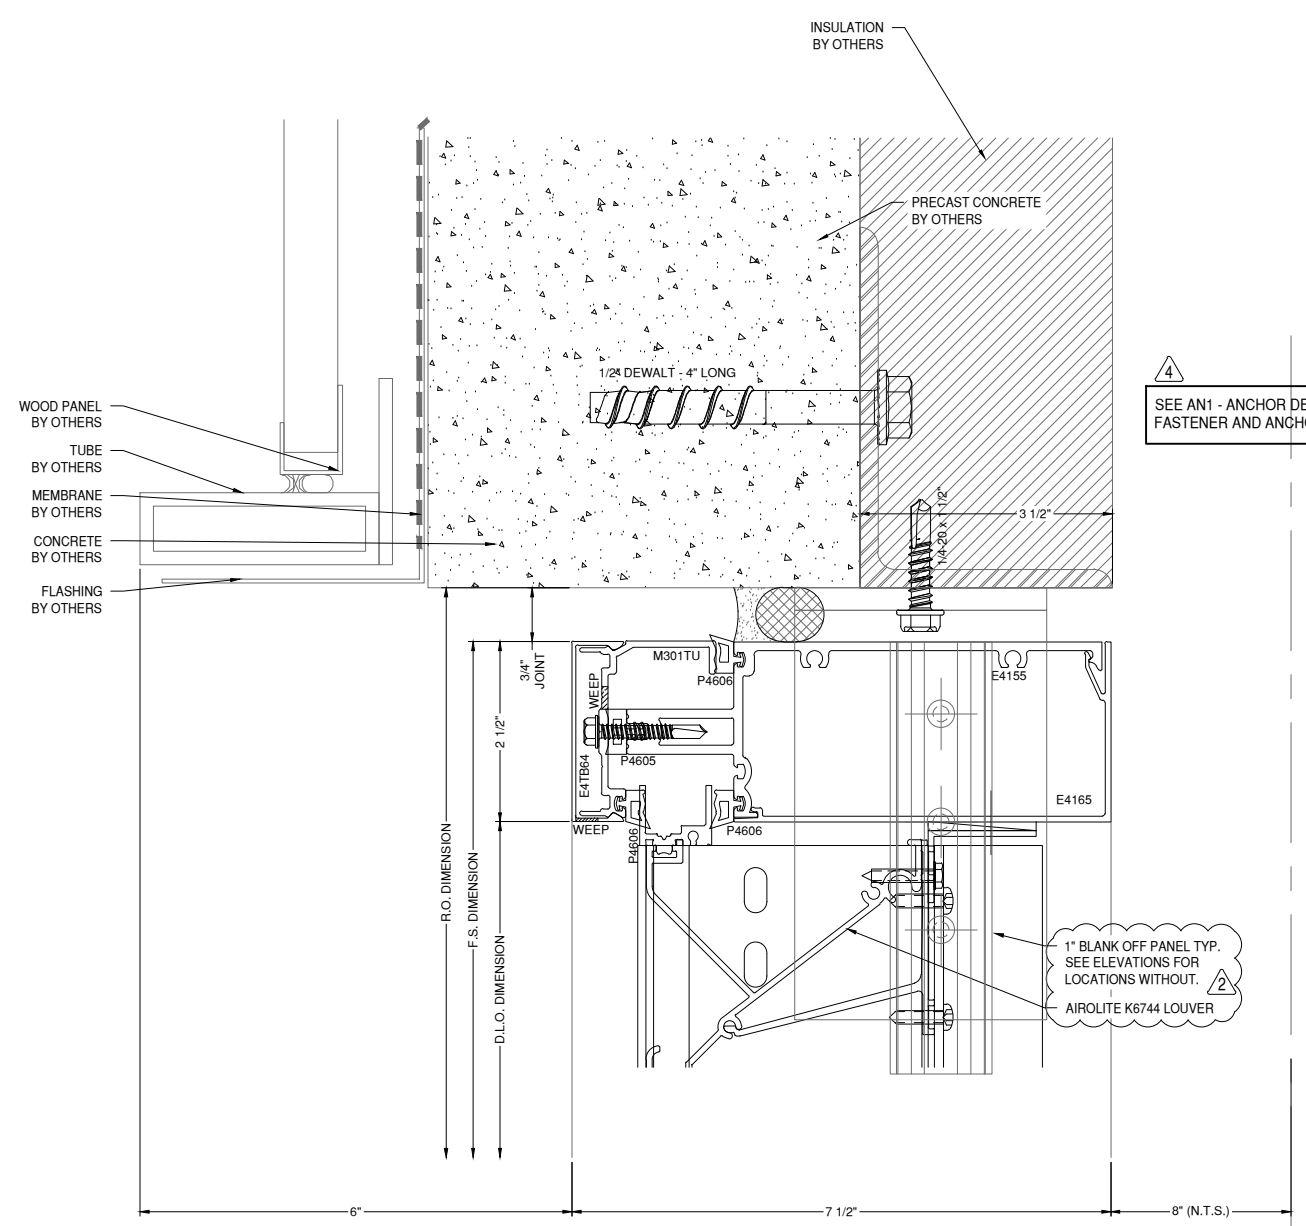 INSULATION
BY OTHERS
PRECAST CONCRETE
BY OTHERS
1/2" DEWALT - 4" LONG
4
SEE AN1 - ANCHOR
FASTENER AND
WOOD PANEL
BY OTHERS
TUBE
BY OTHERS
MEMBRANE
BY OTHERS
CONCRETE
BY OTHERS
FLASHING
BY OTHERS
3 1/2"
1/4-20 x 1 1/2"
3/4"
JOINT
M301TU
P4606
E4155
WEEP
2 1/2"
P4605
E4TB64
E4165
WEEP
P4606
P4606
R.O. DIMENSION
F.S. DIMENSION
D.L.O. DIMENSION
1" BLANK OFF PANEL TYP.
SEE ELEVATIONS FOR
LOCATIONS WITHOUT.
2
AIROLITE K6744 LOUVER
6"
7 1/2"
8" (N.T.S.)